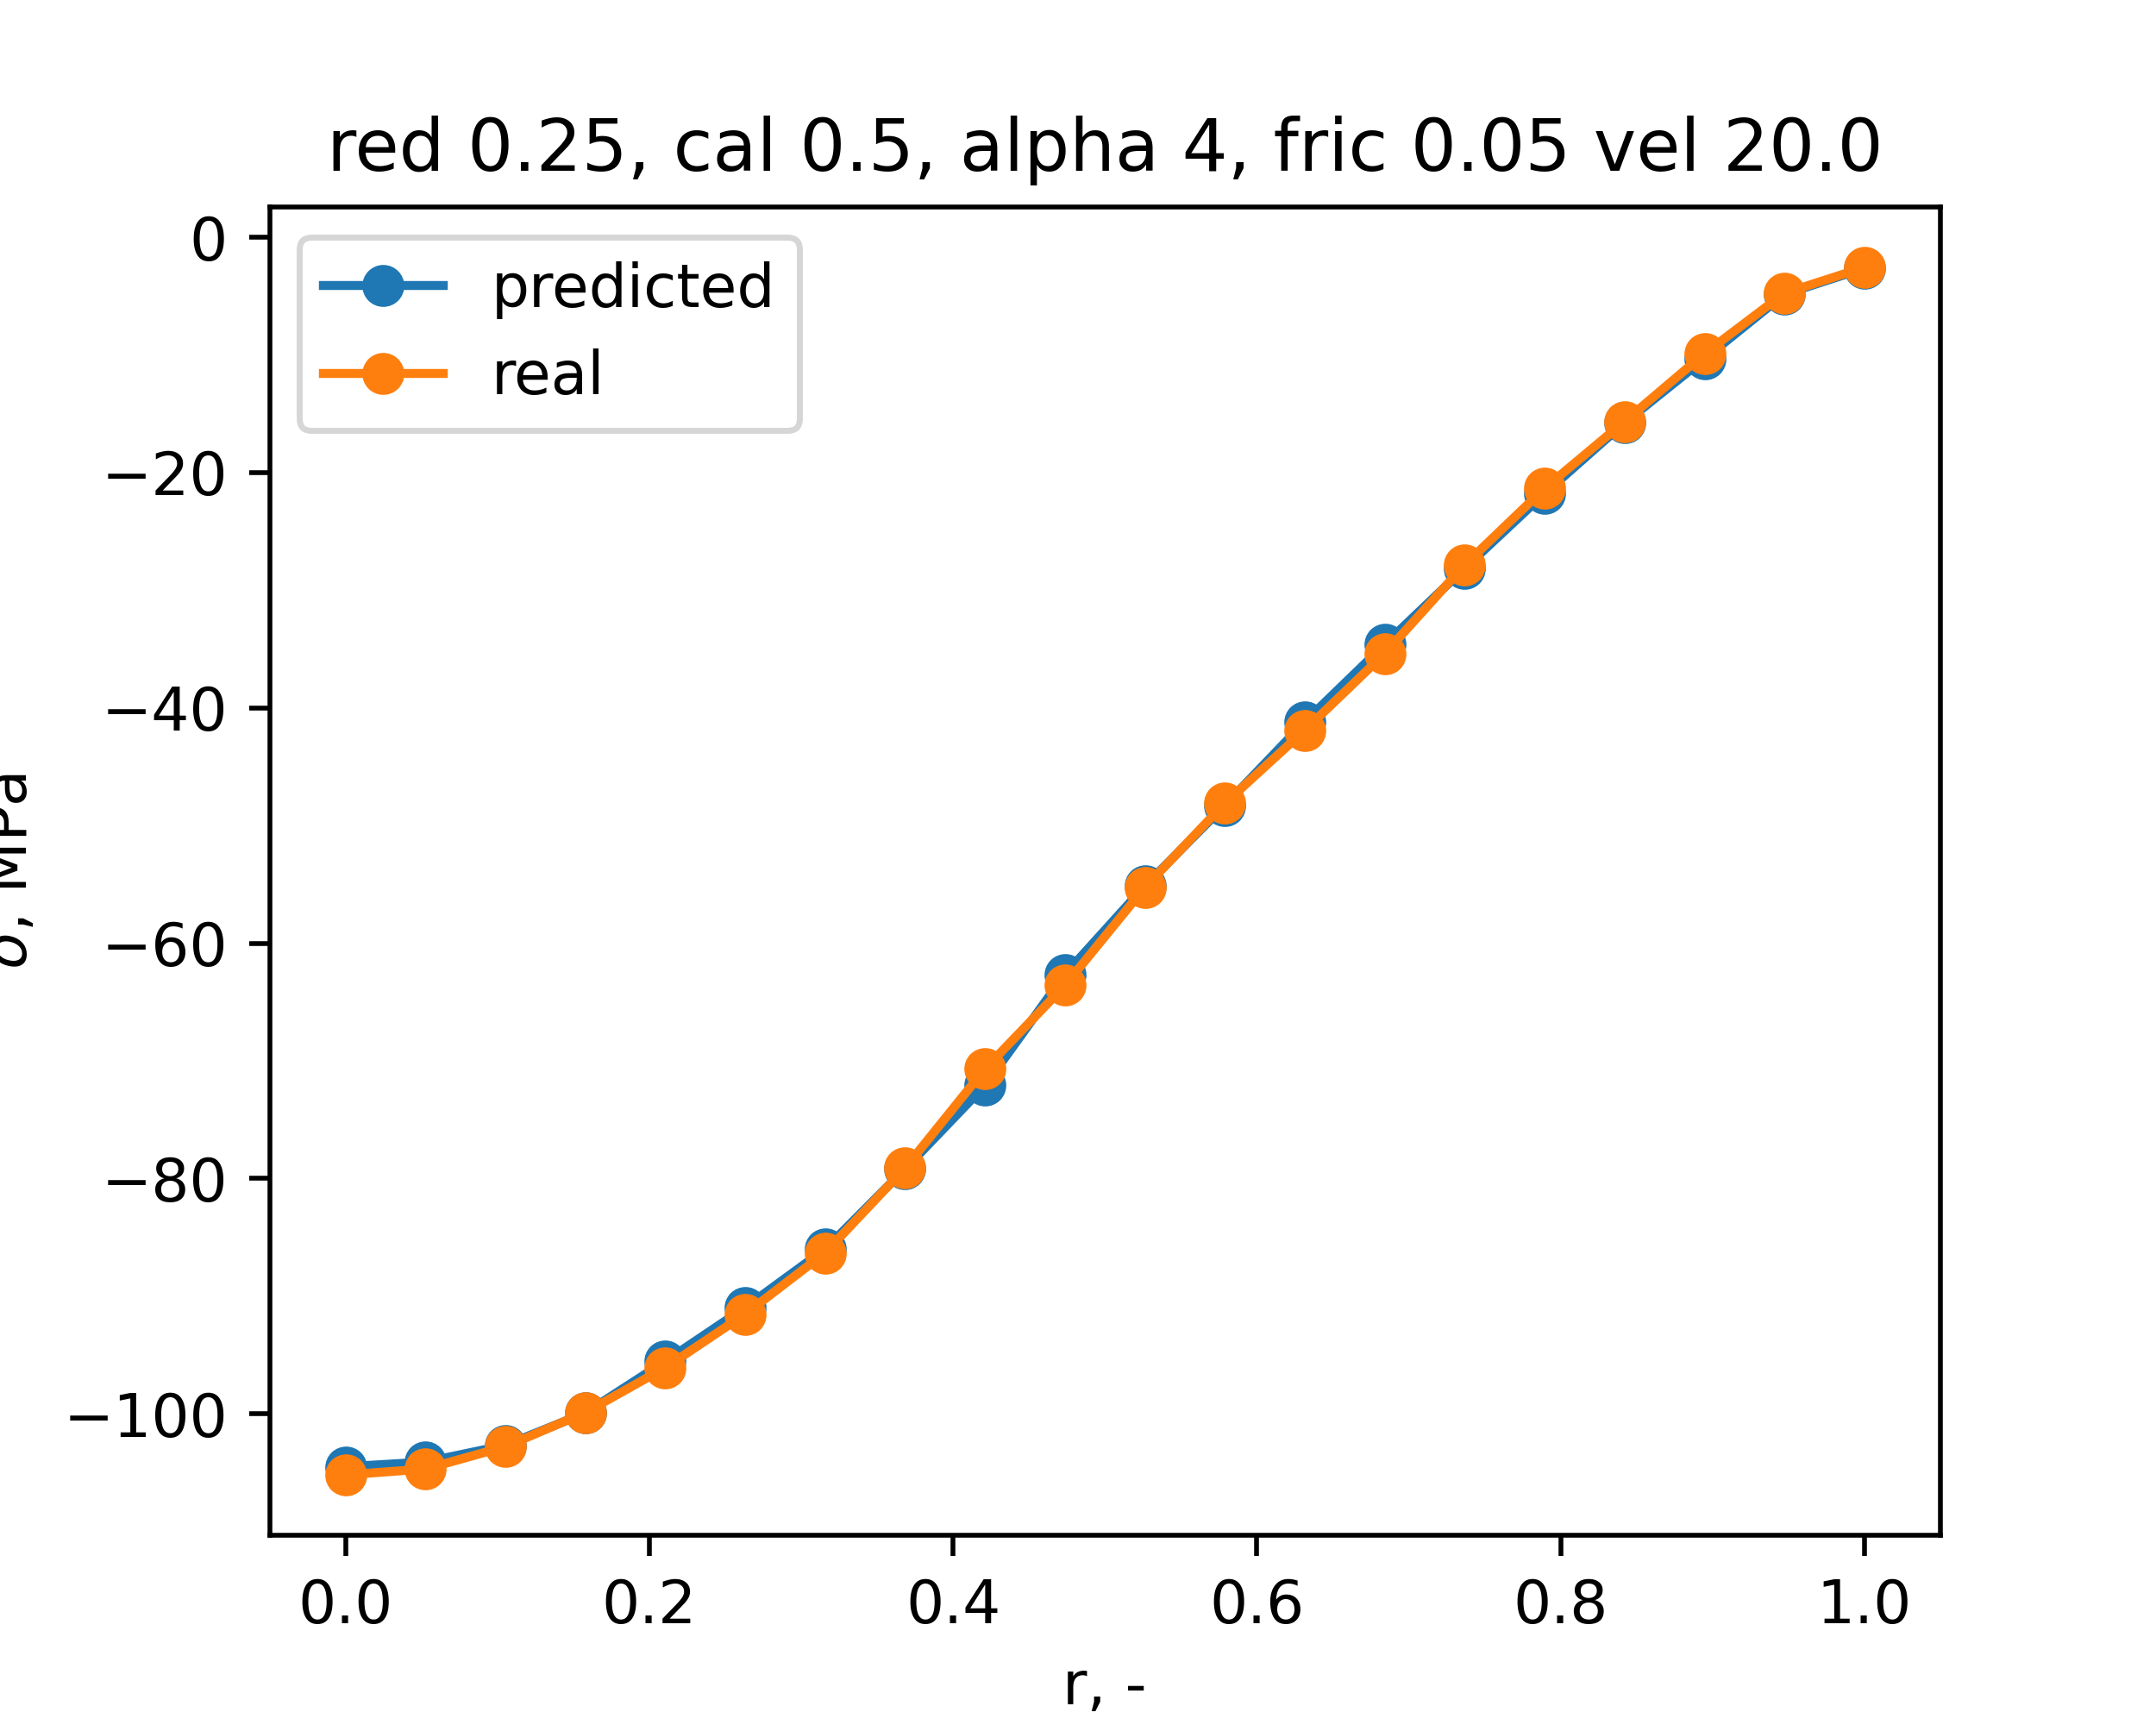 red 0.25, cal 0.5, alpha 4, fric 0.05 vel 20.0
predicted
real
0
−20
−40
−60
−80
−100
, MPa
0.0 0.2 0.4 0.6 0.8 1.0
r, -